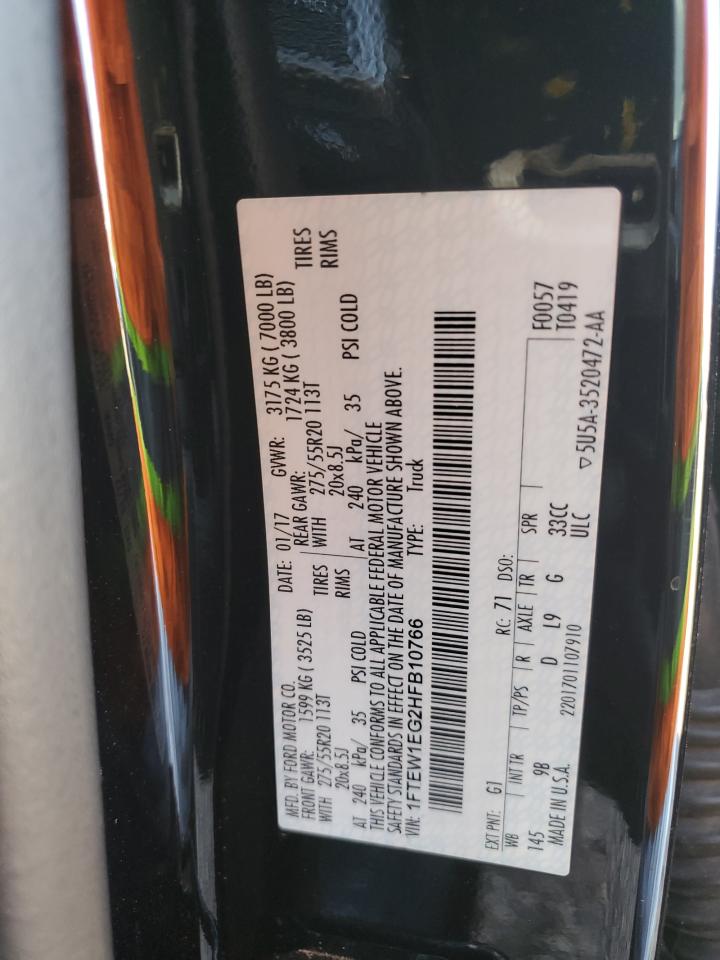 MFD. BY FORD MOTOR CO. DATE: 01/17 GVWR: 3175 KG ( 7000 LB)
FRONT GAWR: 1599 KG ( 3525 LB) REAR GAWR: 1724 KG ( 3800 LB)
WITH 275/55R20 113T TIRES WITH 275/55R20 113T TIRES
20x8.5J RIMS 20x8.5J RIMS
AT 240 kPa/ 35 PSI COLD AT 240 kPa/ 35 PSI COLD
THIS VEHICLE CONFORMS TO ALL APPLICABLE FEDERAL MOTOR VEHICLE
SAFETY STANDARDS IN EFFECT ON THE DATE OF MANUFACTURE SHOWN ABOVE.
VIN: 1FTEW1EG2HFB10766 TYPE: Truck
EXT PNT: G1 RC: 71 DSO: F0057
WB INT TR TP/PS R AXLE TR SPR T0419
145 9B D L9 G 33CC
MADE IN U.S.A. 2201701107910 ULC
▽5U5A-3520472-AA